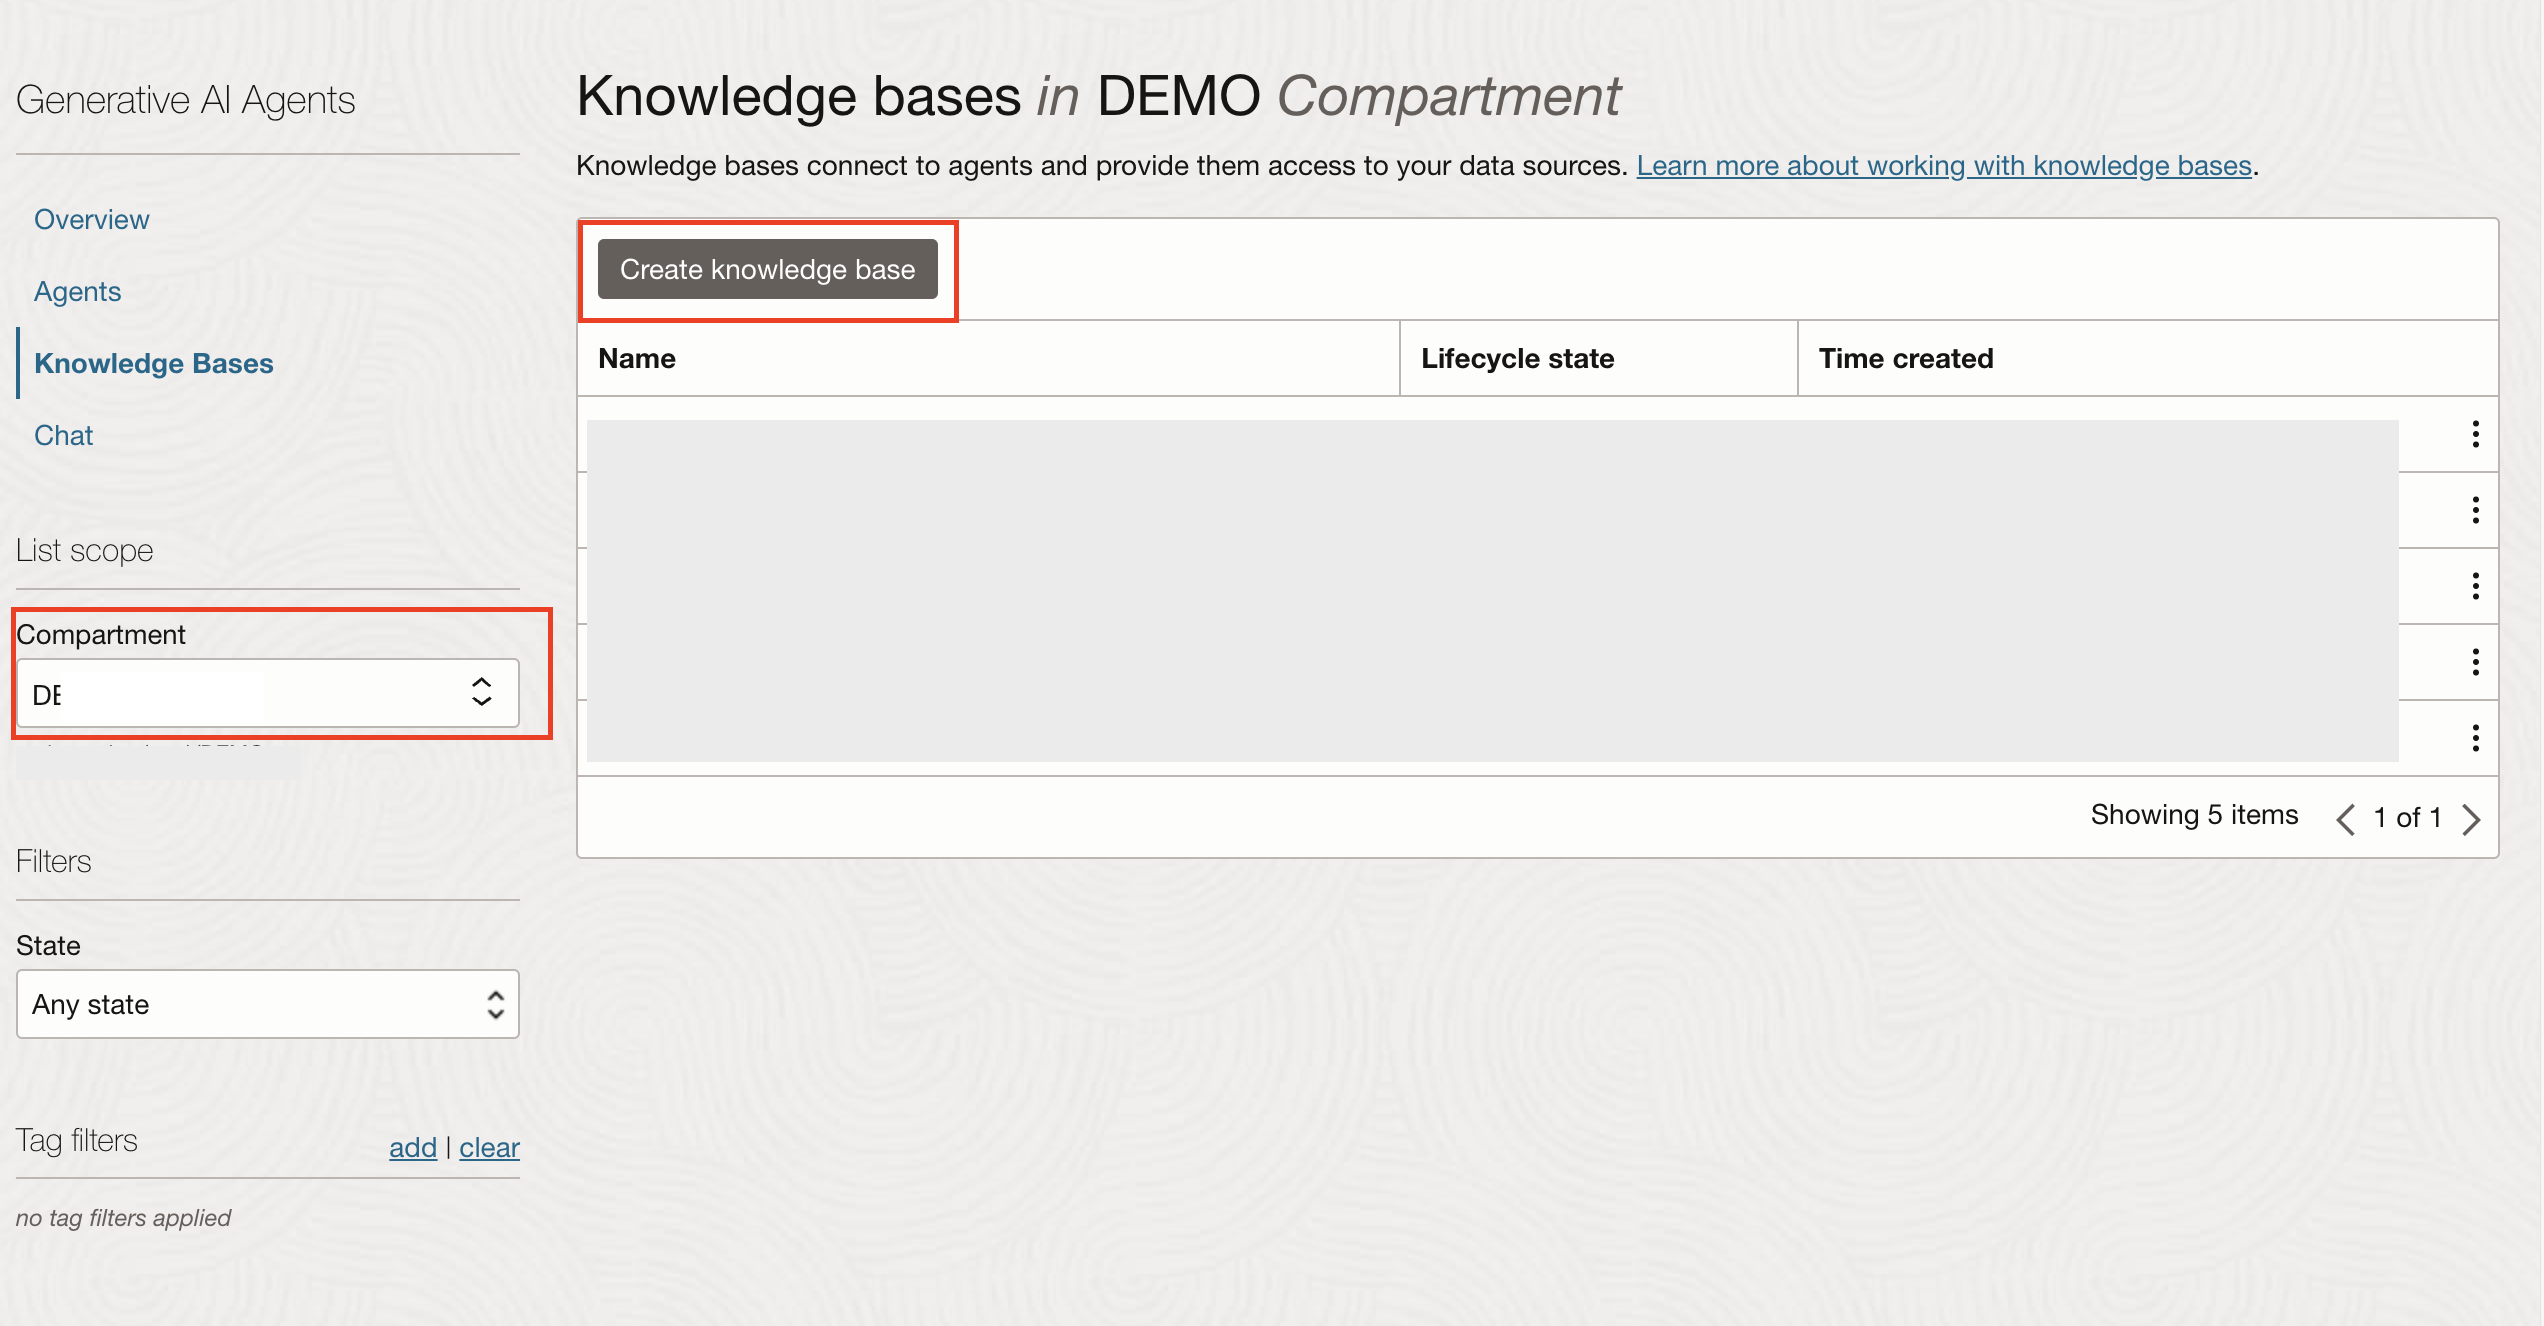 Generative AI Agents
Overview
Agents
Knowledge Bases
Chat
List scope
Compartment
DE
Filters
State
Any state
Tag filters
add | clear
no tag filters applied
Knowledge bases in DEMO Compartment
Knowledge bases connect to agents and provide them access to your data sources. Learn more about working with knowledge bases.
Create knowledge base
Name Lifecycle state Time created
Showing 5 items 1 of 1